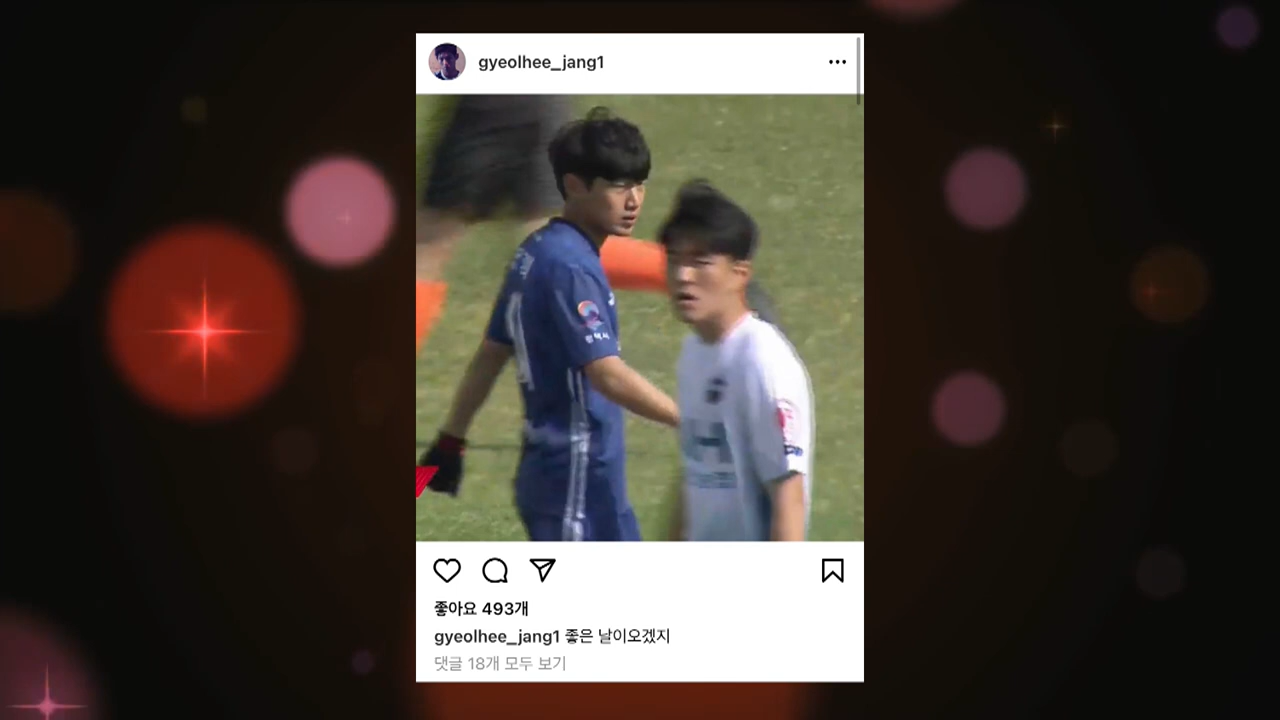 gyeolhee_jang1
좋아요 493개
gyeolhee_jang1 좋은 날이오겠지
댓글 18개 모두 보기